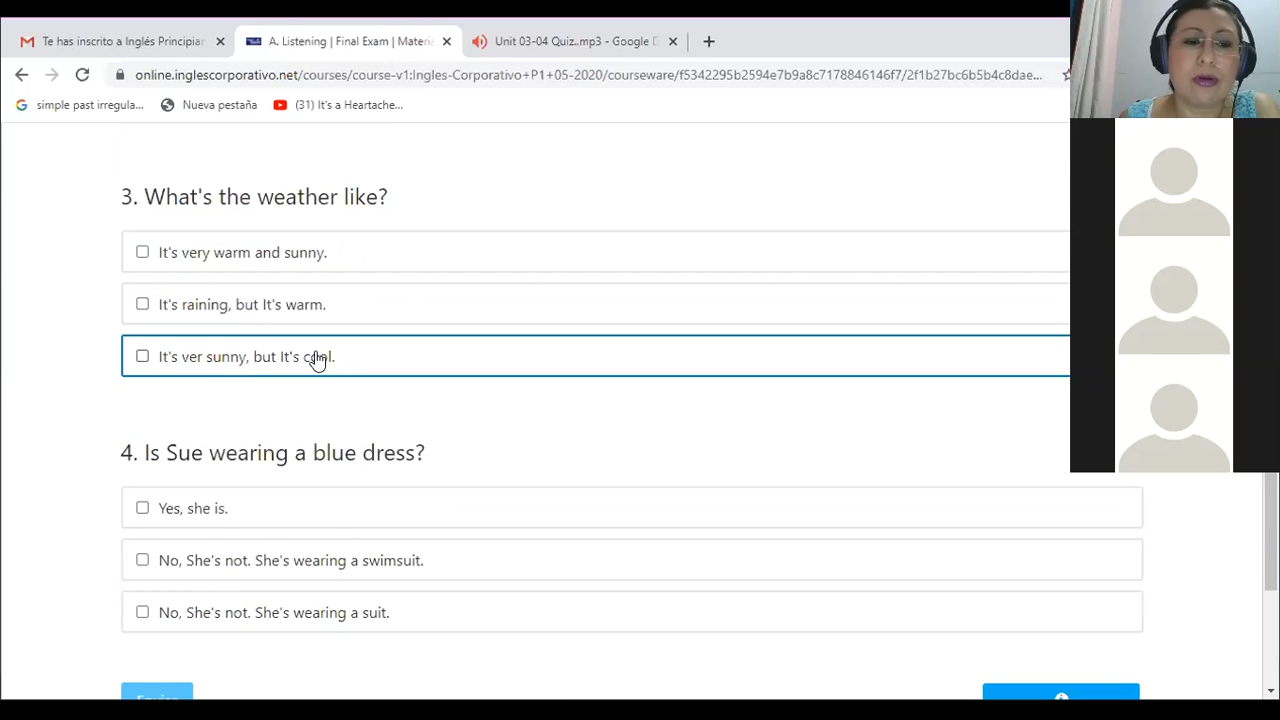 Te has inscrito a Inglés Principian
A. Listening | Final Exam | Materia
Unit 03-04 Quiz..mp3 - Google D
online.inglescorporativo.net/courses/course-v1:Ingles-Corporativo+P1+05-2020/courseware/f5342295b2594e7b9a8c7178846146f7/2f1b27bc6b5b4c8dae...
simple past irregula...
Nueva pestaña
(31) It's a Heartache...
3. What's the weather like?
It's very warm and sunny.
It's raining, but It's warm.
It's ver sunny, but It's cool.
4. Is Sue wearing a blue dress?
Yes, she is.
No, She's not. She's wearing a swimsuit.
No, She's not. She's wearing a suit.